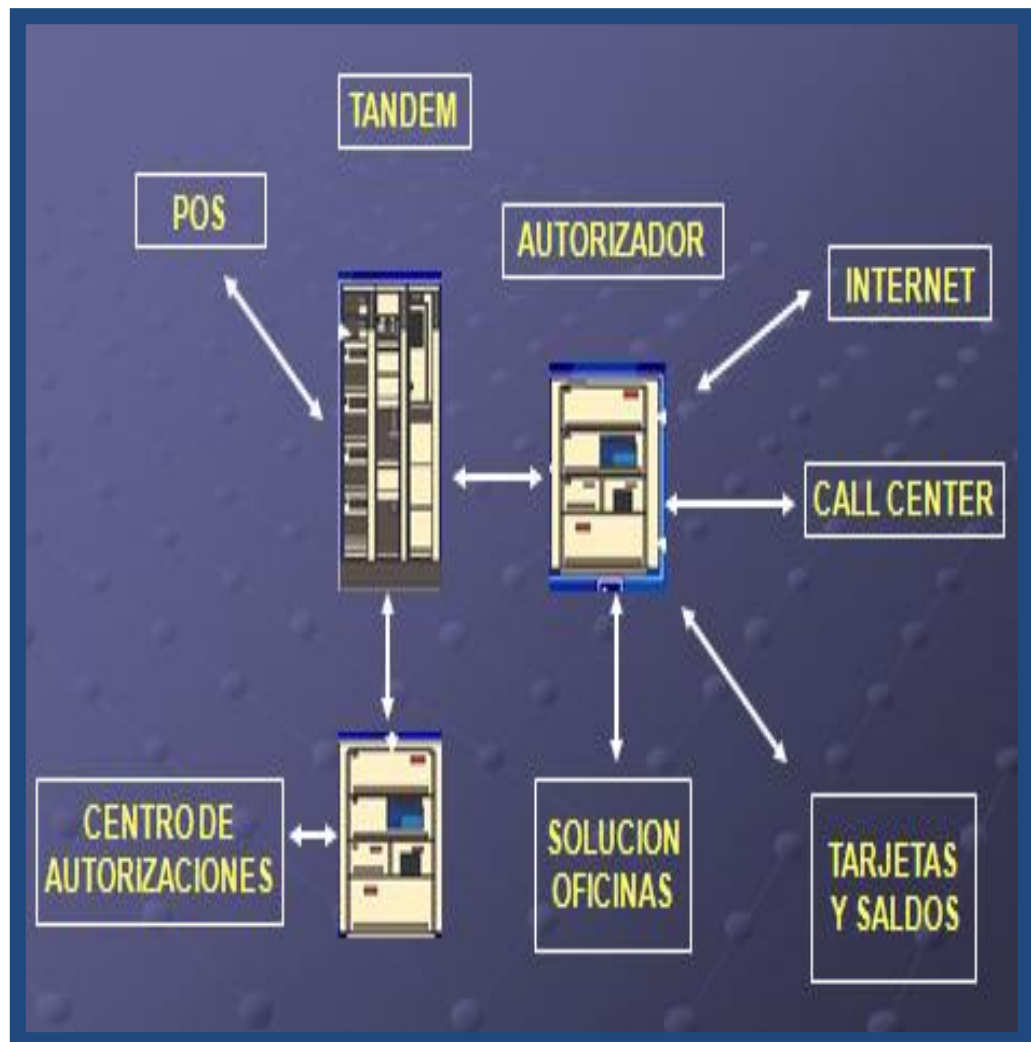 TANDEM
POS
AUTORIZADOR
INTERNET
CALL CENTER
CENTRO DE
AUTORIZACIONES
SOLUCION
OFICINAS
TARJETAS
Y SALDOS